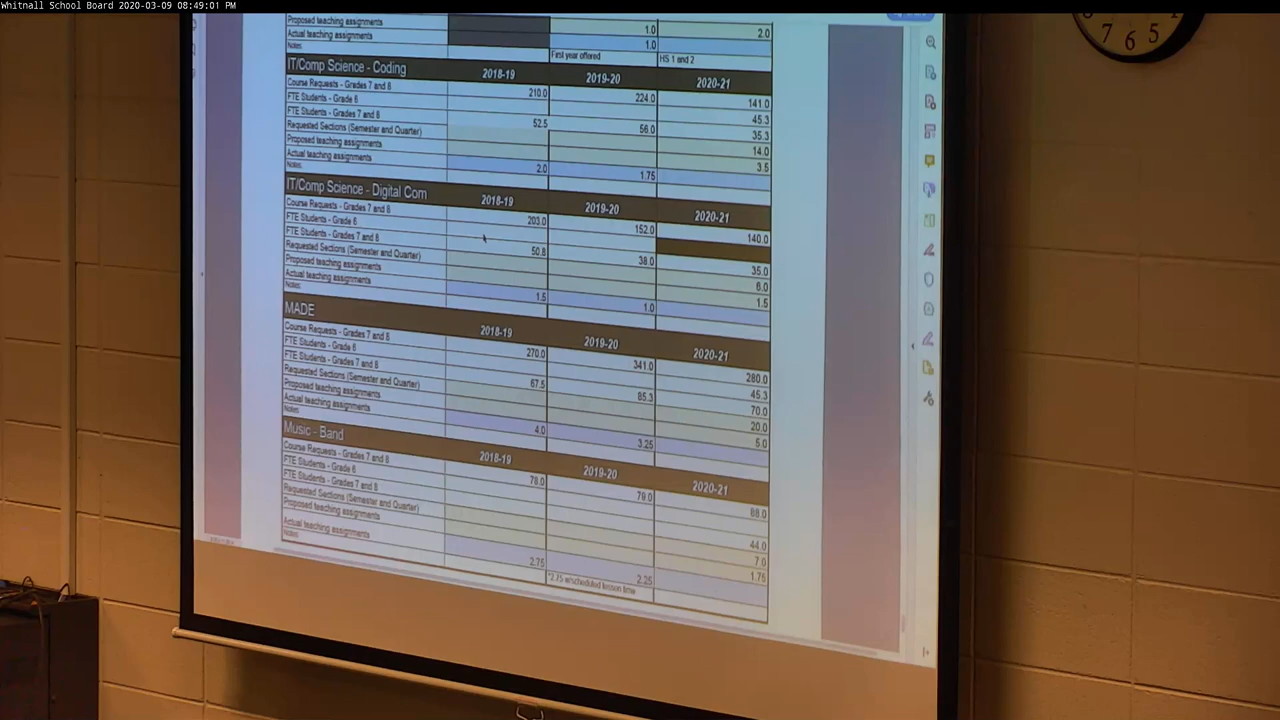 Whitnall School Board 2020-03-09 08:49:01 PM
Proposed teaching assignments 1.0 2.0
Actual teaching assignments 1.0
Notes: First year offered HS 1 and 2
IT/Comp Science - Coding 2018-19 2019-20 2020-21
Course Requests - Grades 7 and 8 210.0 224.0 141.0
FTE Students - Grade 6 45.3
FTE Students - Grades 7 and 8 52.5 56.0 35.3
Requested Sections (Semester and Quarter) 14.0
Proposed teaching assignments 3.5
Actual teaching assignments 2.0 1.75
Notes:
IT/Comp Science - Digital Com 2018-19 2019-20 2020-21
Course Requests - Grades 7 and 8 203.0 152.0 140.0
FTE Students - Grade 6
FTE Students - Grades 7 and 8 50.8 38.0 35.0
Requested Sections (Semester and Quarter) 6.0
Proposed teaching assignments 1.5
Actual teaching assignments 1.5 1.0
Notes:
MADE 2018-19 2019-20 2020-21
Course Requests - Grades 7 and 8 270.0 341.0 280.0
FTE Students - Grade 6 45.3
FTE Students - Grades 7 and 8 67.5 85.3 70.0
Requested Sections (Semester and Quarter) 20.0
Proposed teaching assignments 5.0
Actual teaching assignments 4.0 3.25
Notes:
Music - Band 2018-19 2019-20 2020-21
Course Requests - Grades 7 and 8 78.0 79.0 88.0
FTE Students - Grade 6
FTE Students - Grades 7 and 8 44.0
Requested Sections (Semester and Quarter) 7.0
Proposed teaching assignments 1.75
Actual teaching assignments 2.75 2.25
Notes: *2.75 w/scheduled lesson time
7 6 5